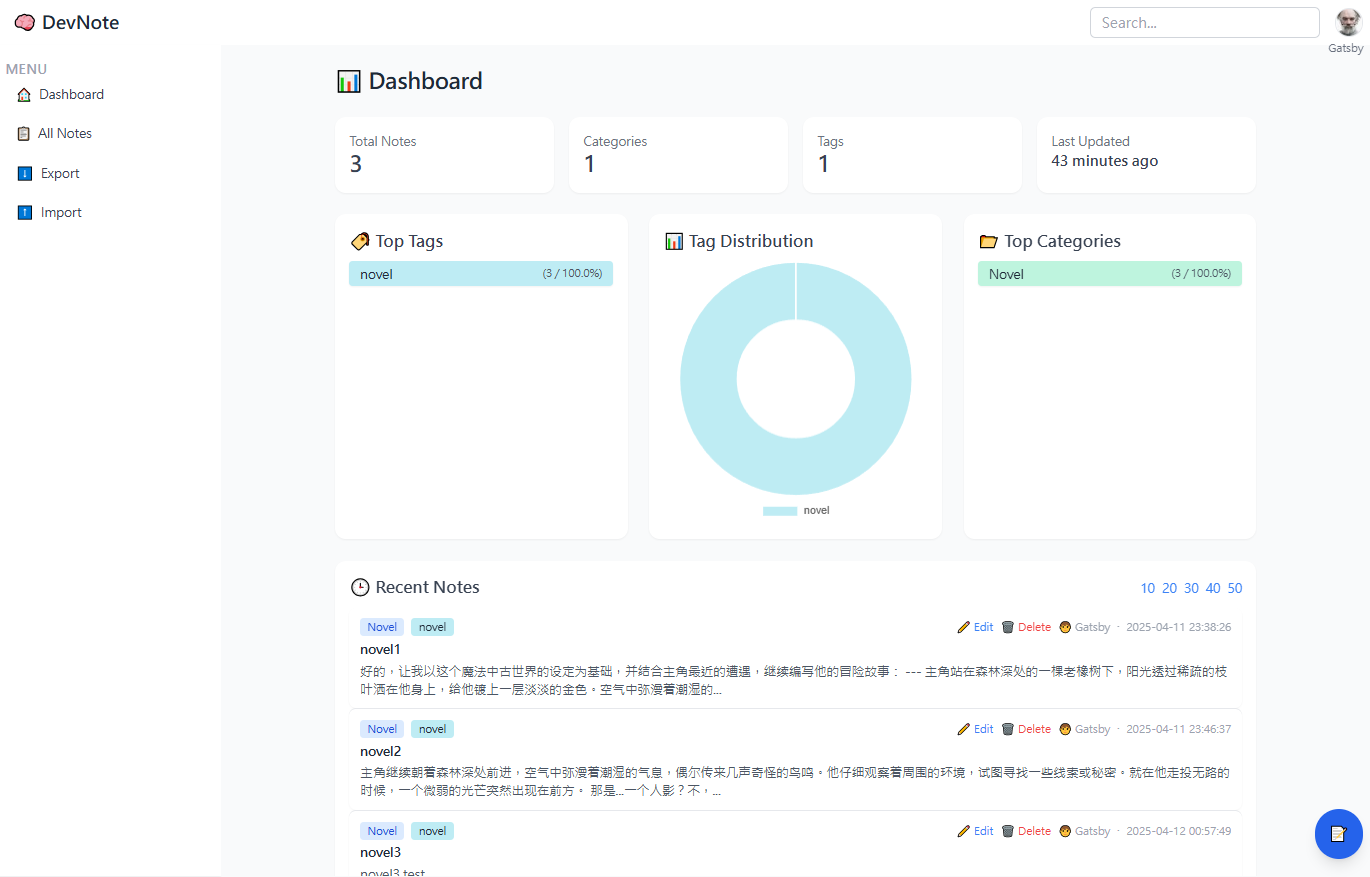 DevNote
Search...
Gatsby
MENU
Dashboard
All Notes
Export
Import
Dashboard
Total Notes
3
Categories
1
Tags
1
Last Updated
43 minutes ago
Top Tags
novel (3 / 100.0%)
Tag Distribution
novel
Top Categories
Novel (3 / 100.0%)
Recent Notes
10 20 30 40 50
Novel novel Edit Delete Gatsby · 2025-04-11 23:38:26
novel1
好的，让我以这个魔法中古世界的设定为基础，并结合主角最近的遭遇，继续编写他的冒险故事： --- 主角站在森林深处的一棵老橡树下，阳光透过稀疏的枝
叶洒在他身上，给他镀上一层淡淡的金色。空气中弥漫着潮湿的...
Novel novel Edit Delete Gatsby · 2025-04-11 23:46:37
novel2
主角继续朝着森林深处前进，空气中弥漫着潮湿的气息，偶尔传来几声奇怪的鸟鸣。他仔细观察着周围的环境，试图寻找一些线索或秘密。就在他走投无路的
时候，一个微弱的光芒突然出现在前方。 那是...一个人影？不，...
Novel novel Edit Delete Gatsby · 2025-04-12 00:57:49
novel3
novel3 test